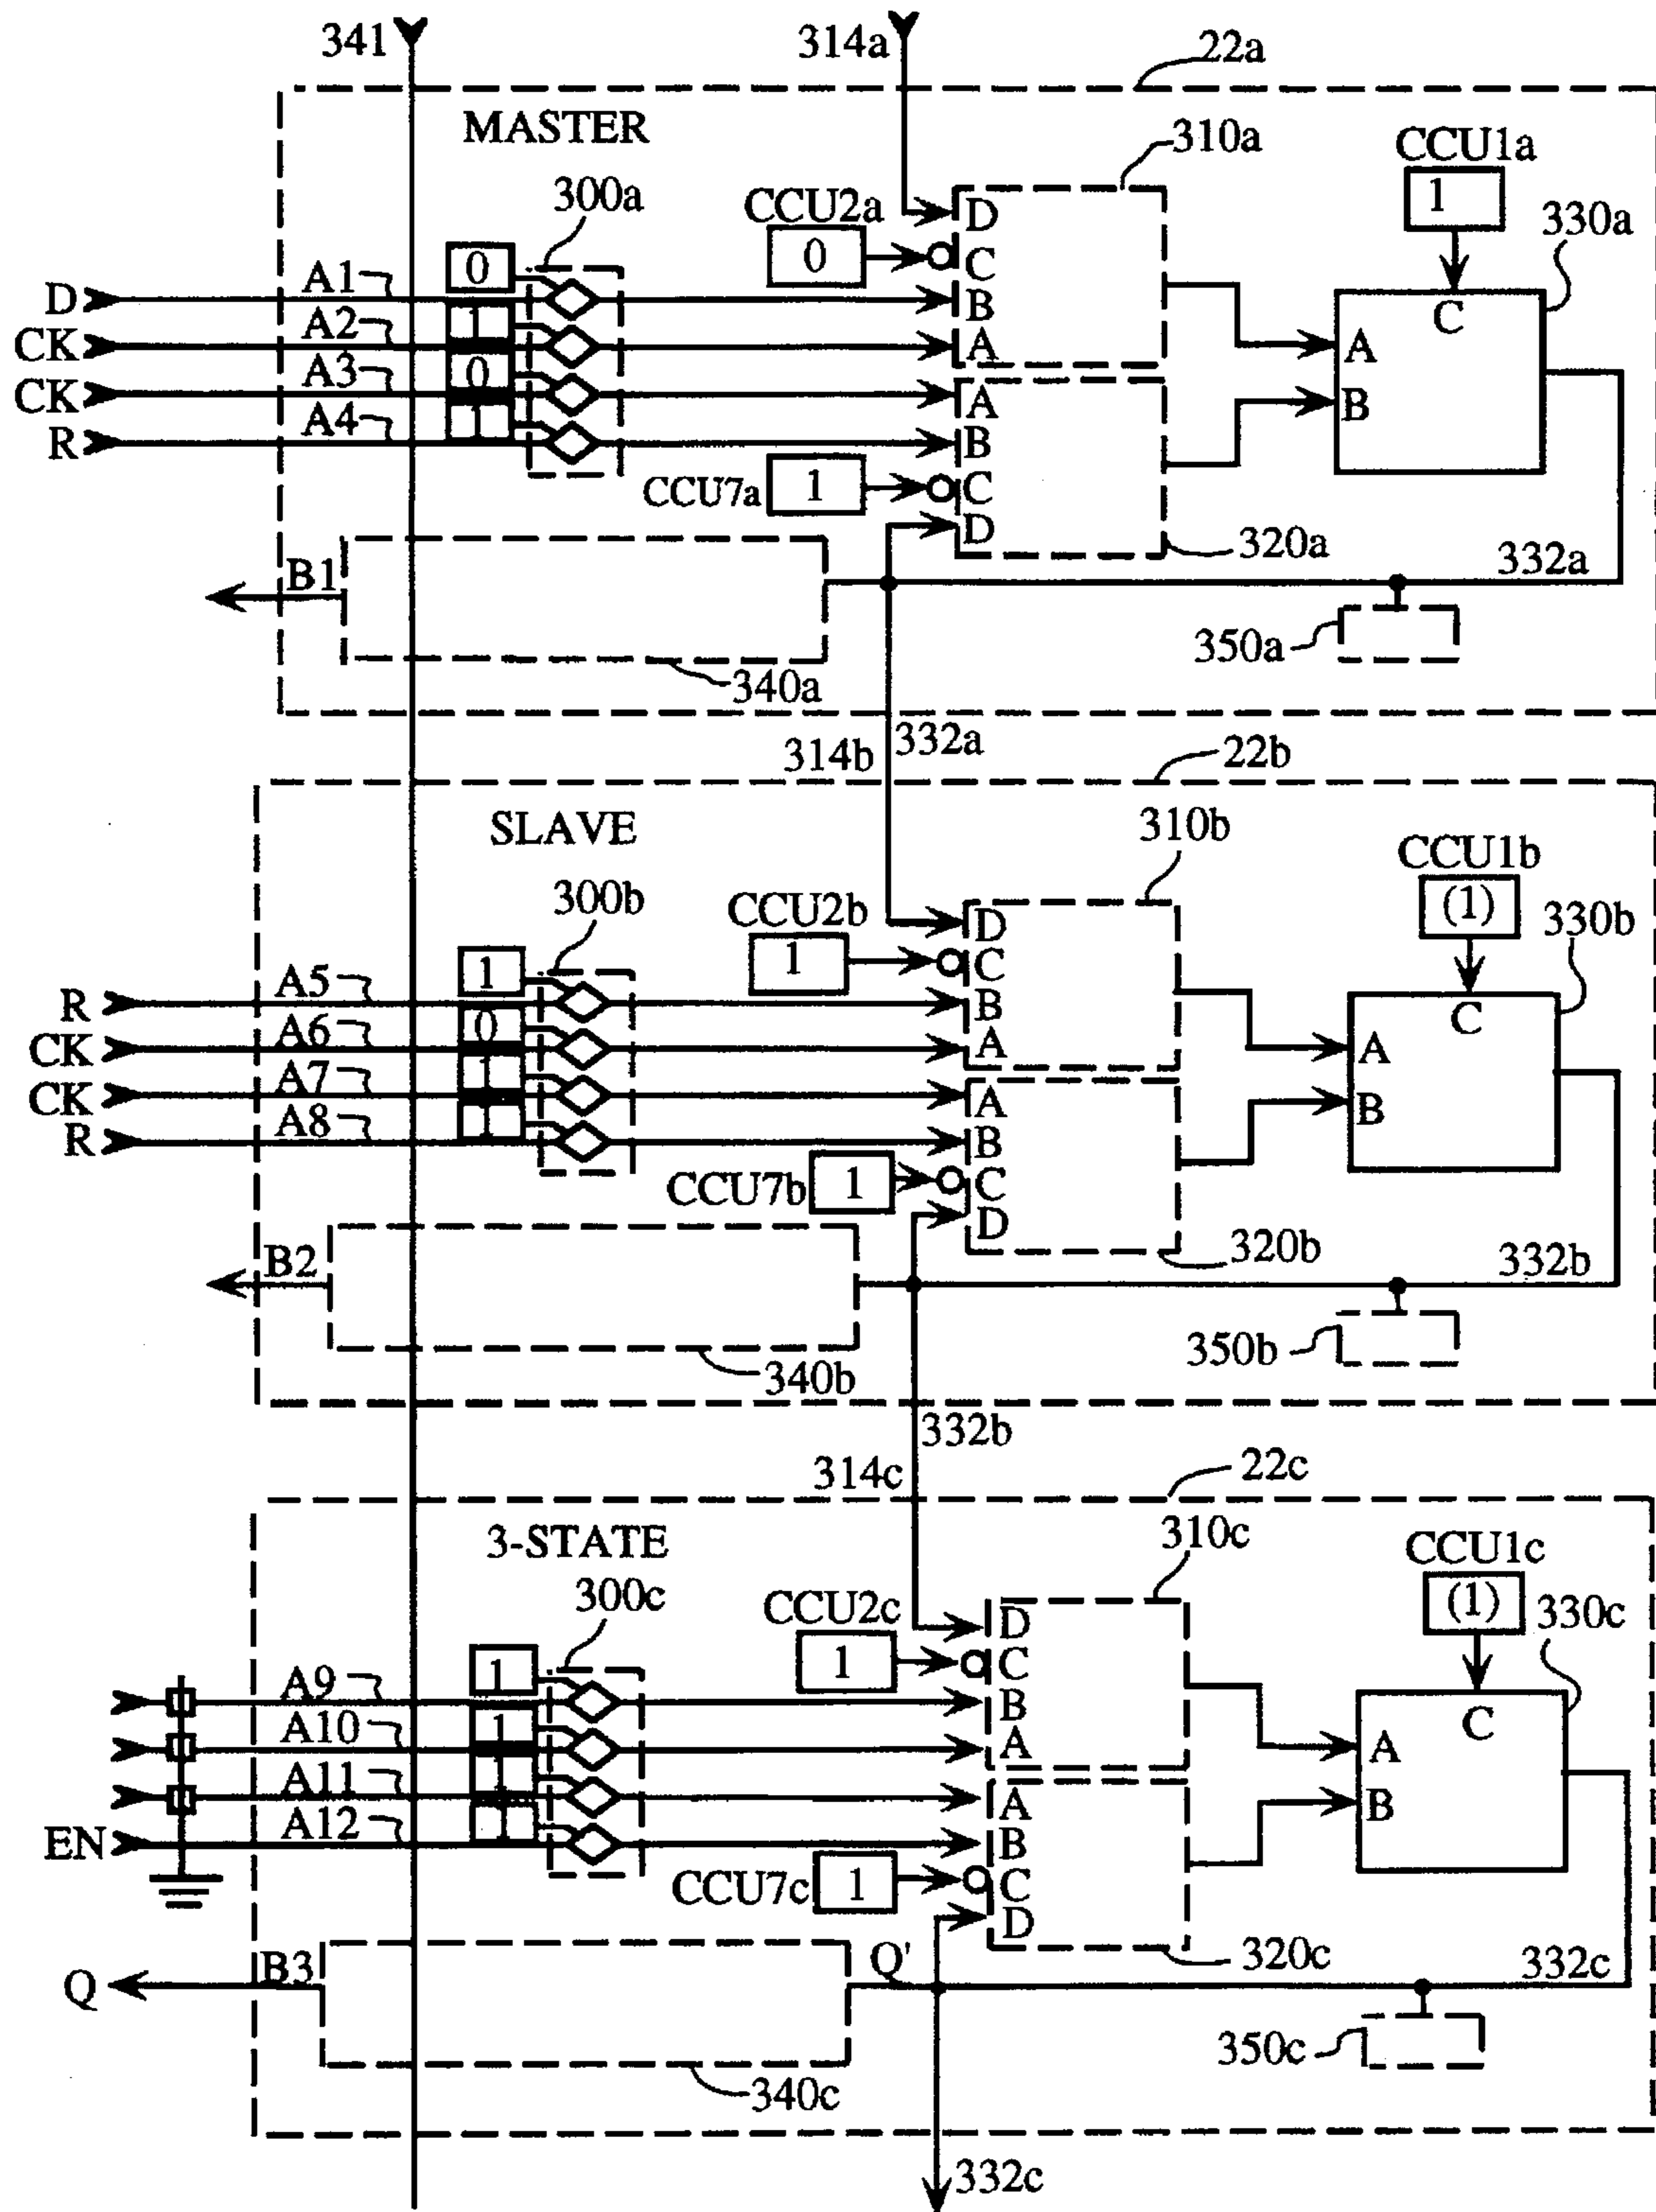 341
314a
22a
MASTER
310a
CCU1a
1
300a
CCU2a
0
330a
D
C
B
A
C
A
B
0
D
A1
1
CK
A2
0
CK
A3
1
R
A4
A
B
C
D
CCU7a
1
320a
332a
B1
350a
340a
314b
332a
22b
SLAVE
310b
CCU1b
(1)
300b
CCU2b
1
330b
D
C
B
A
C
A
B
1
R
A5
0
CK
A6
1
CK
A7
1
R
A8
A
B
C
D
CCU7b
1
320b
332b
B2
350b
340b
332b
314c
22c
3-STATE
310c
CCU1c
(1)
300c
CCU2c
1
330c
D
C
B
A
C
A
B
1
A9
1
A10
1
A11
1
EN
A12
A
B
C
D
CCU7c
1
320c
332c
Q
B3
Q'
350c
340c
332c